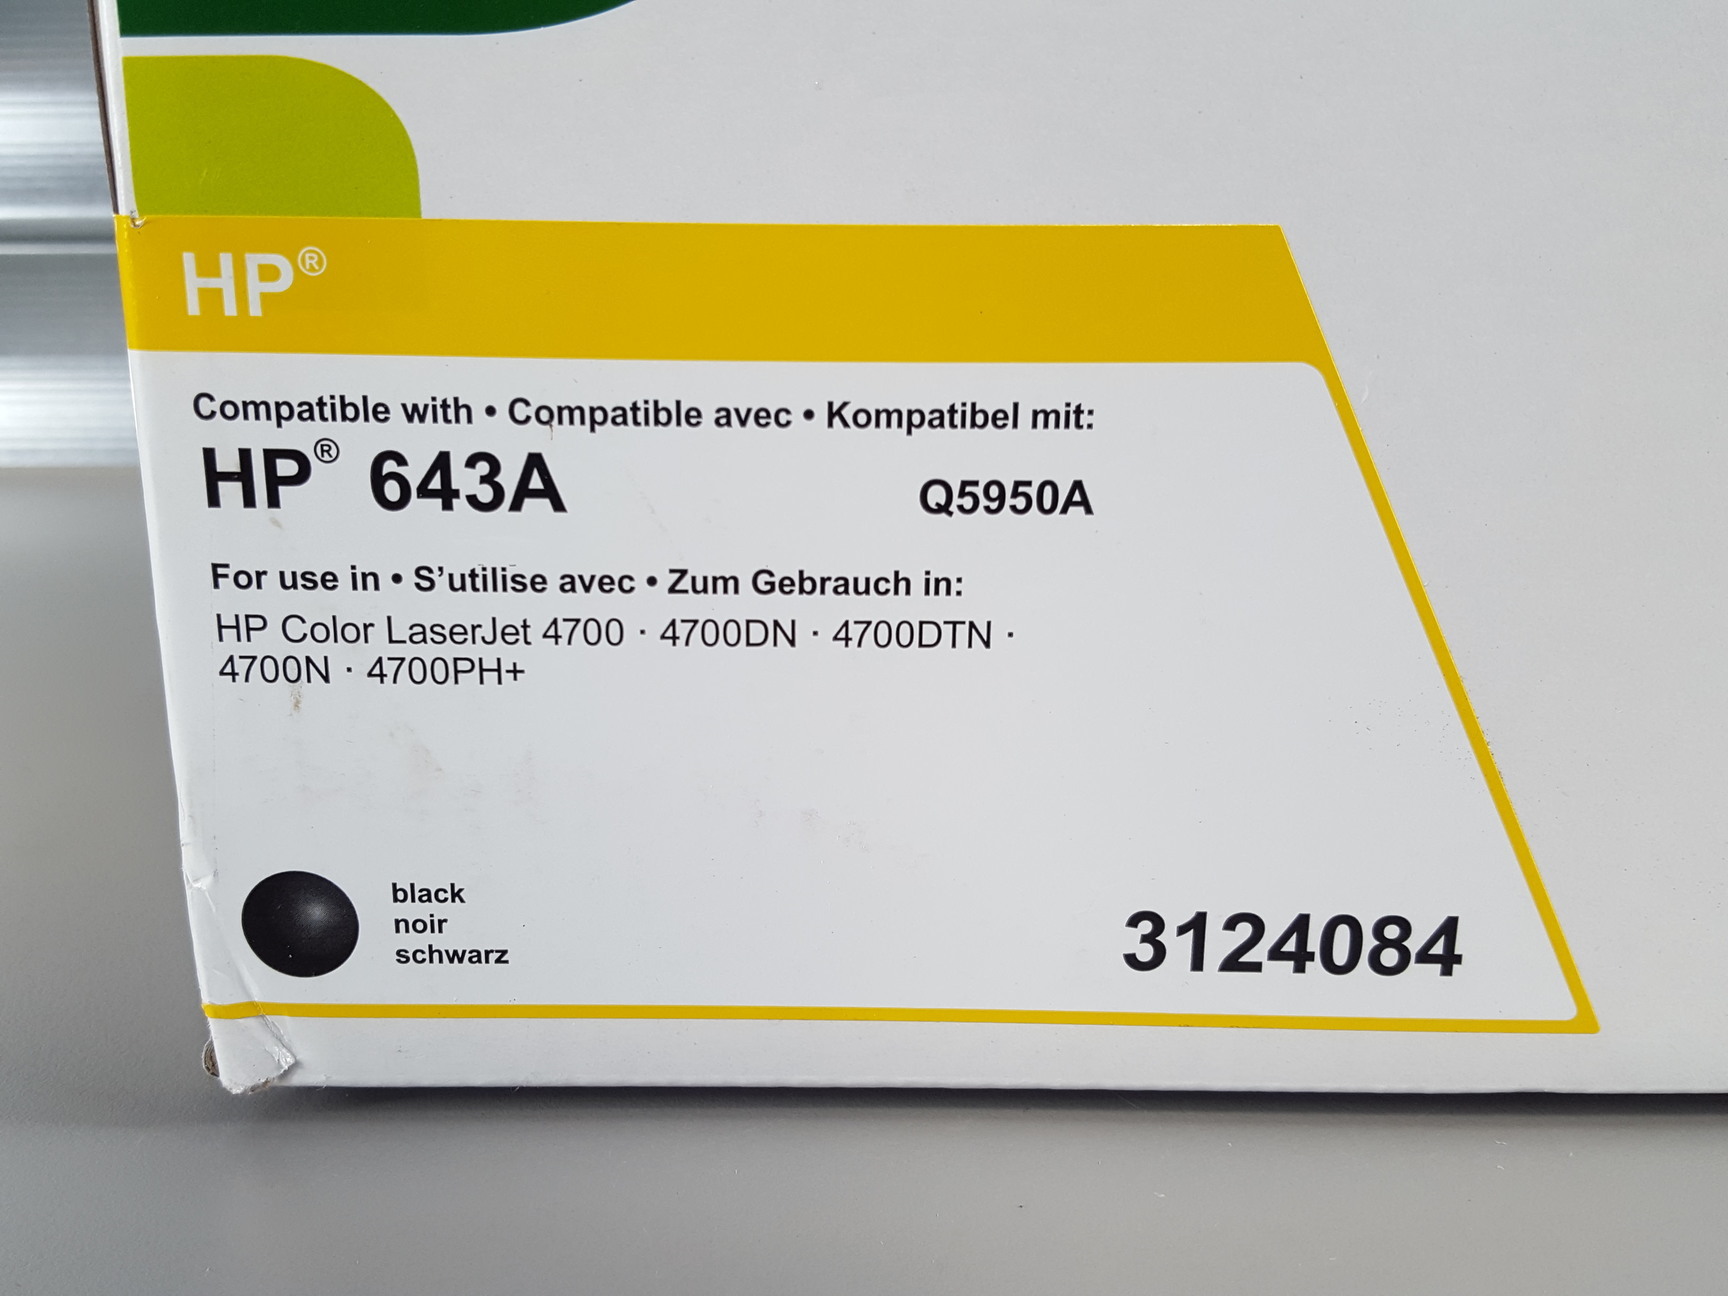 HP®
Compatible with • Compatible avec • Kompatibel mit:
HP® 643A Q5950A
For use in • S'utilise avec • Zum Gebrauch in:
HP Color LaserJet 4700 · 4700DN · 4700DTN ·
4700N · 4700PH+
black
noir
schwarz
3124084